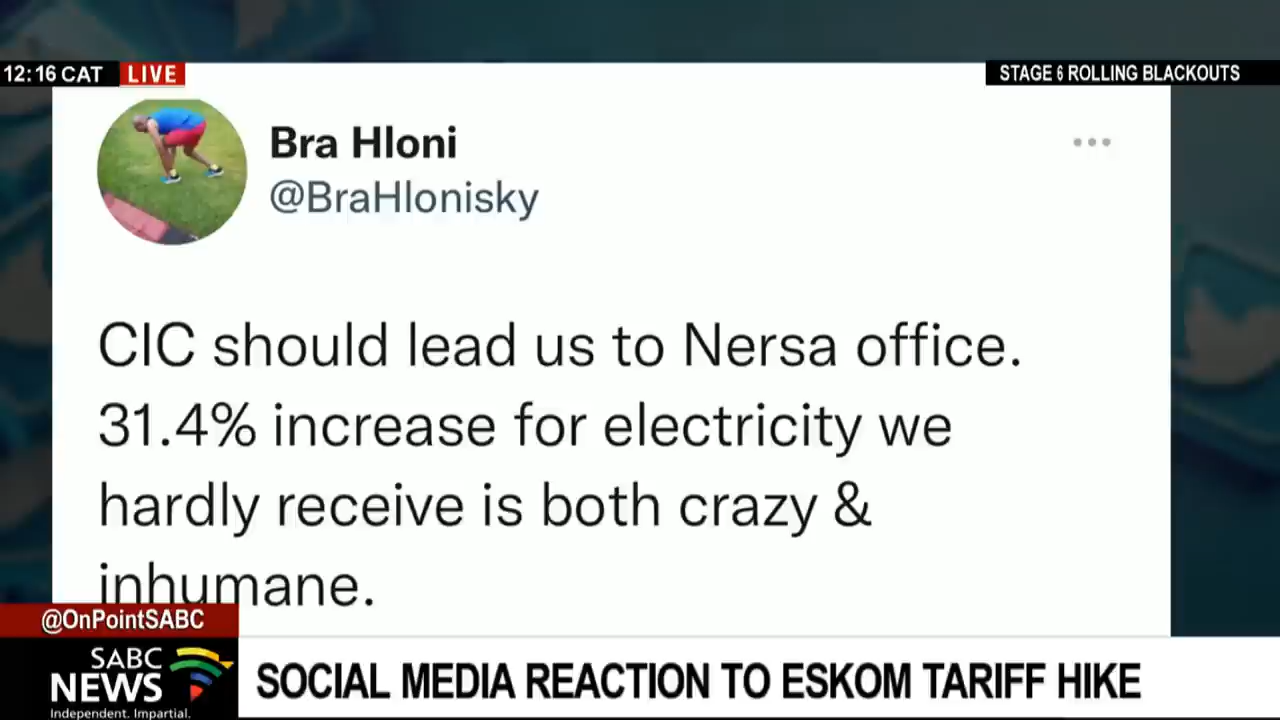 12:16 CAT LIVE
STAGE 6 ROLLING BLACKOUTS
Bra Hloni
@BraHlonisky
CIC should lead us to Nersa office.
31.4% increase for electricity we
hardly receive is both crazy &
inhumane.
@OnPointSABC
SABC
NEWS
Independent. Impartial.
SOCIAL MEDIA REACTION TO ESKOM TARIFF HIKE